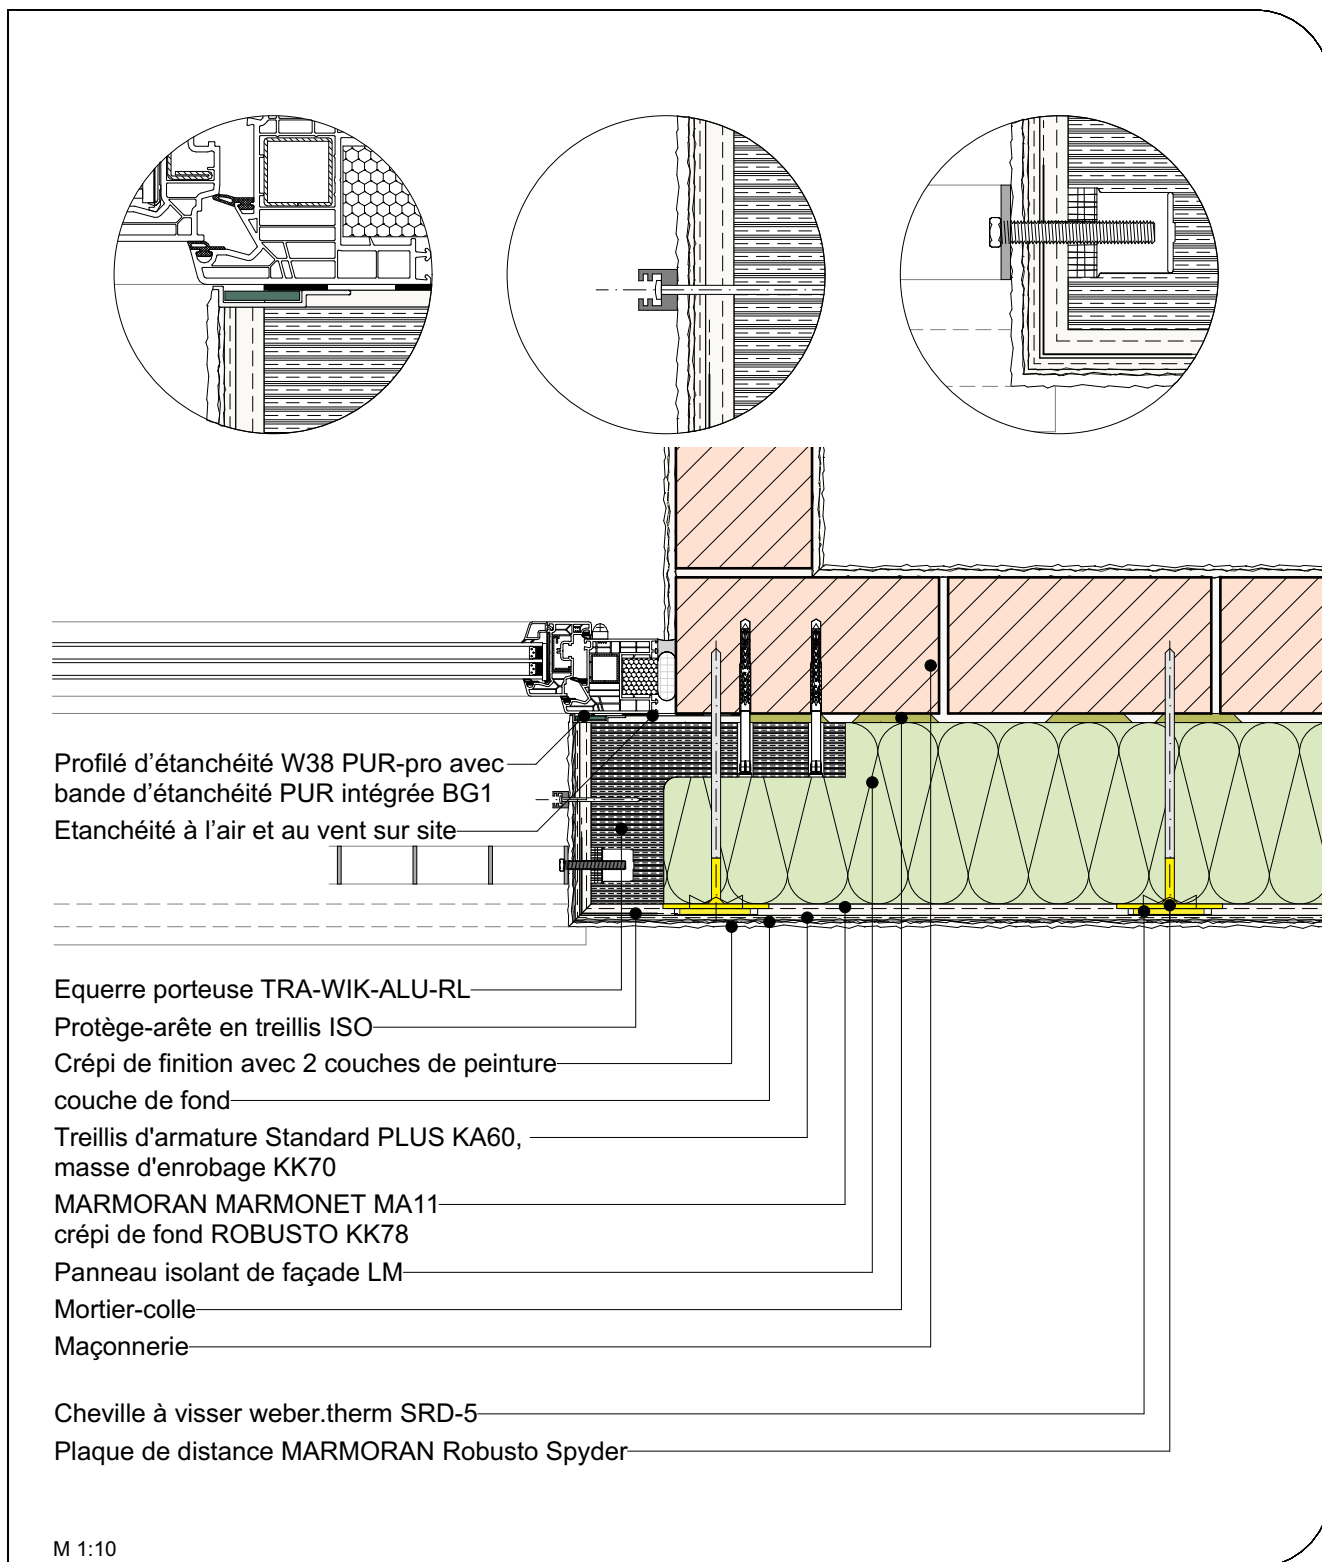 Profilé d’étanchéité W38 PUR-pro avec
bande d’étanchéité PUR intégrée BG1
Etanchéité à l’air et au vent sur site
Equerre porteuse TRA-WIK-ALU-RL
Protège-arête en treillis ISO
Crépi de finition avec 2 couches de peinture
couche de fond
Treillis d'armature Standard PLUS KA60,
masse d'enrobage KK70
MARMORAN MARMONET MA11
crépi de fond ROBUSTO KK78
Panneau isolant de façade LM
Mortier-colle
Maçonnerie
Cheville à visser weber.therm SRD-5
Plaque de distance MARMORAN Robusto Spyder
M 1:10